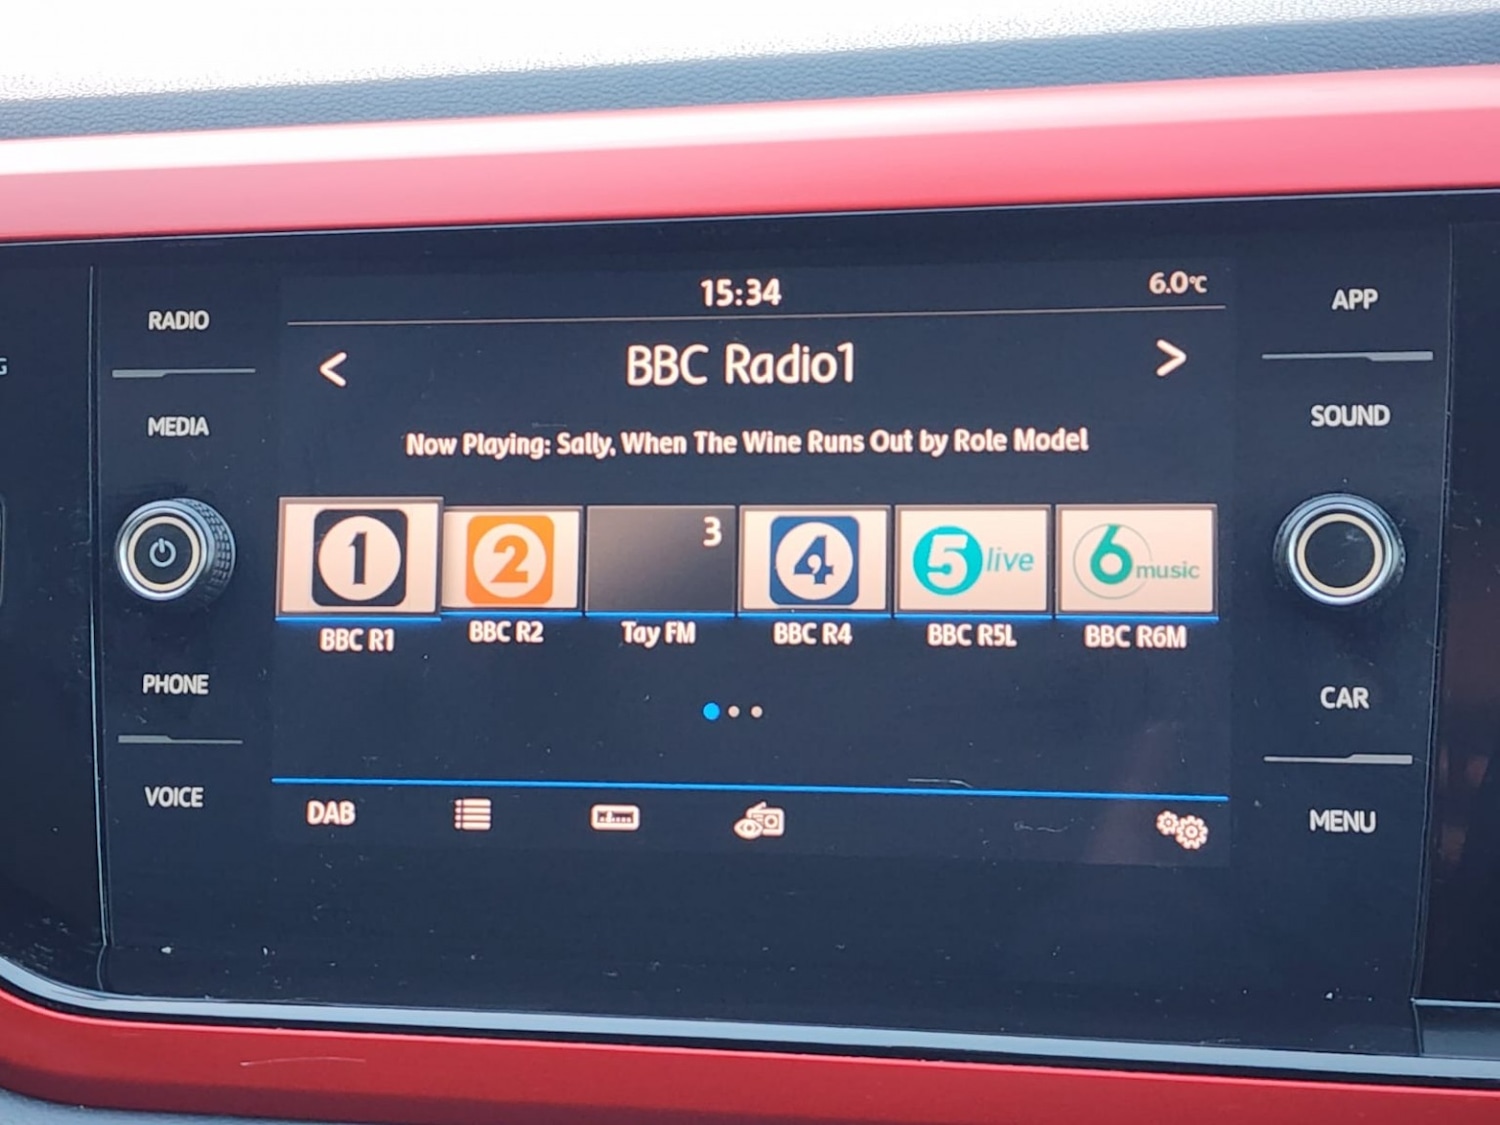 15:34
6.0°C
< BBC Radio1 >
Now Playing: Sally, When The Wine Runs Out by Role Model
1
2
3
4
5 live
6 music
BBC R1
BBC R2
Tay FM
BBC R4
BBC R5L
BBC R6M
DAB
RADIO
MEDIA
PHONE
VOICE
APP
SOUND
CAR
MENU